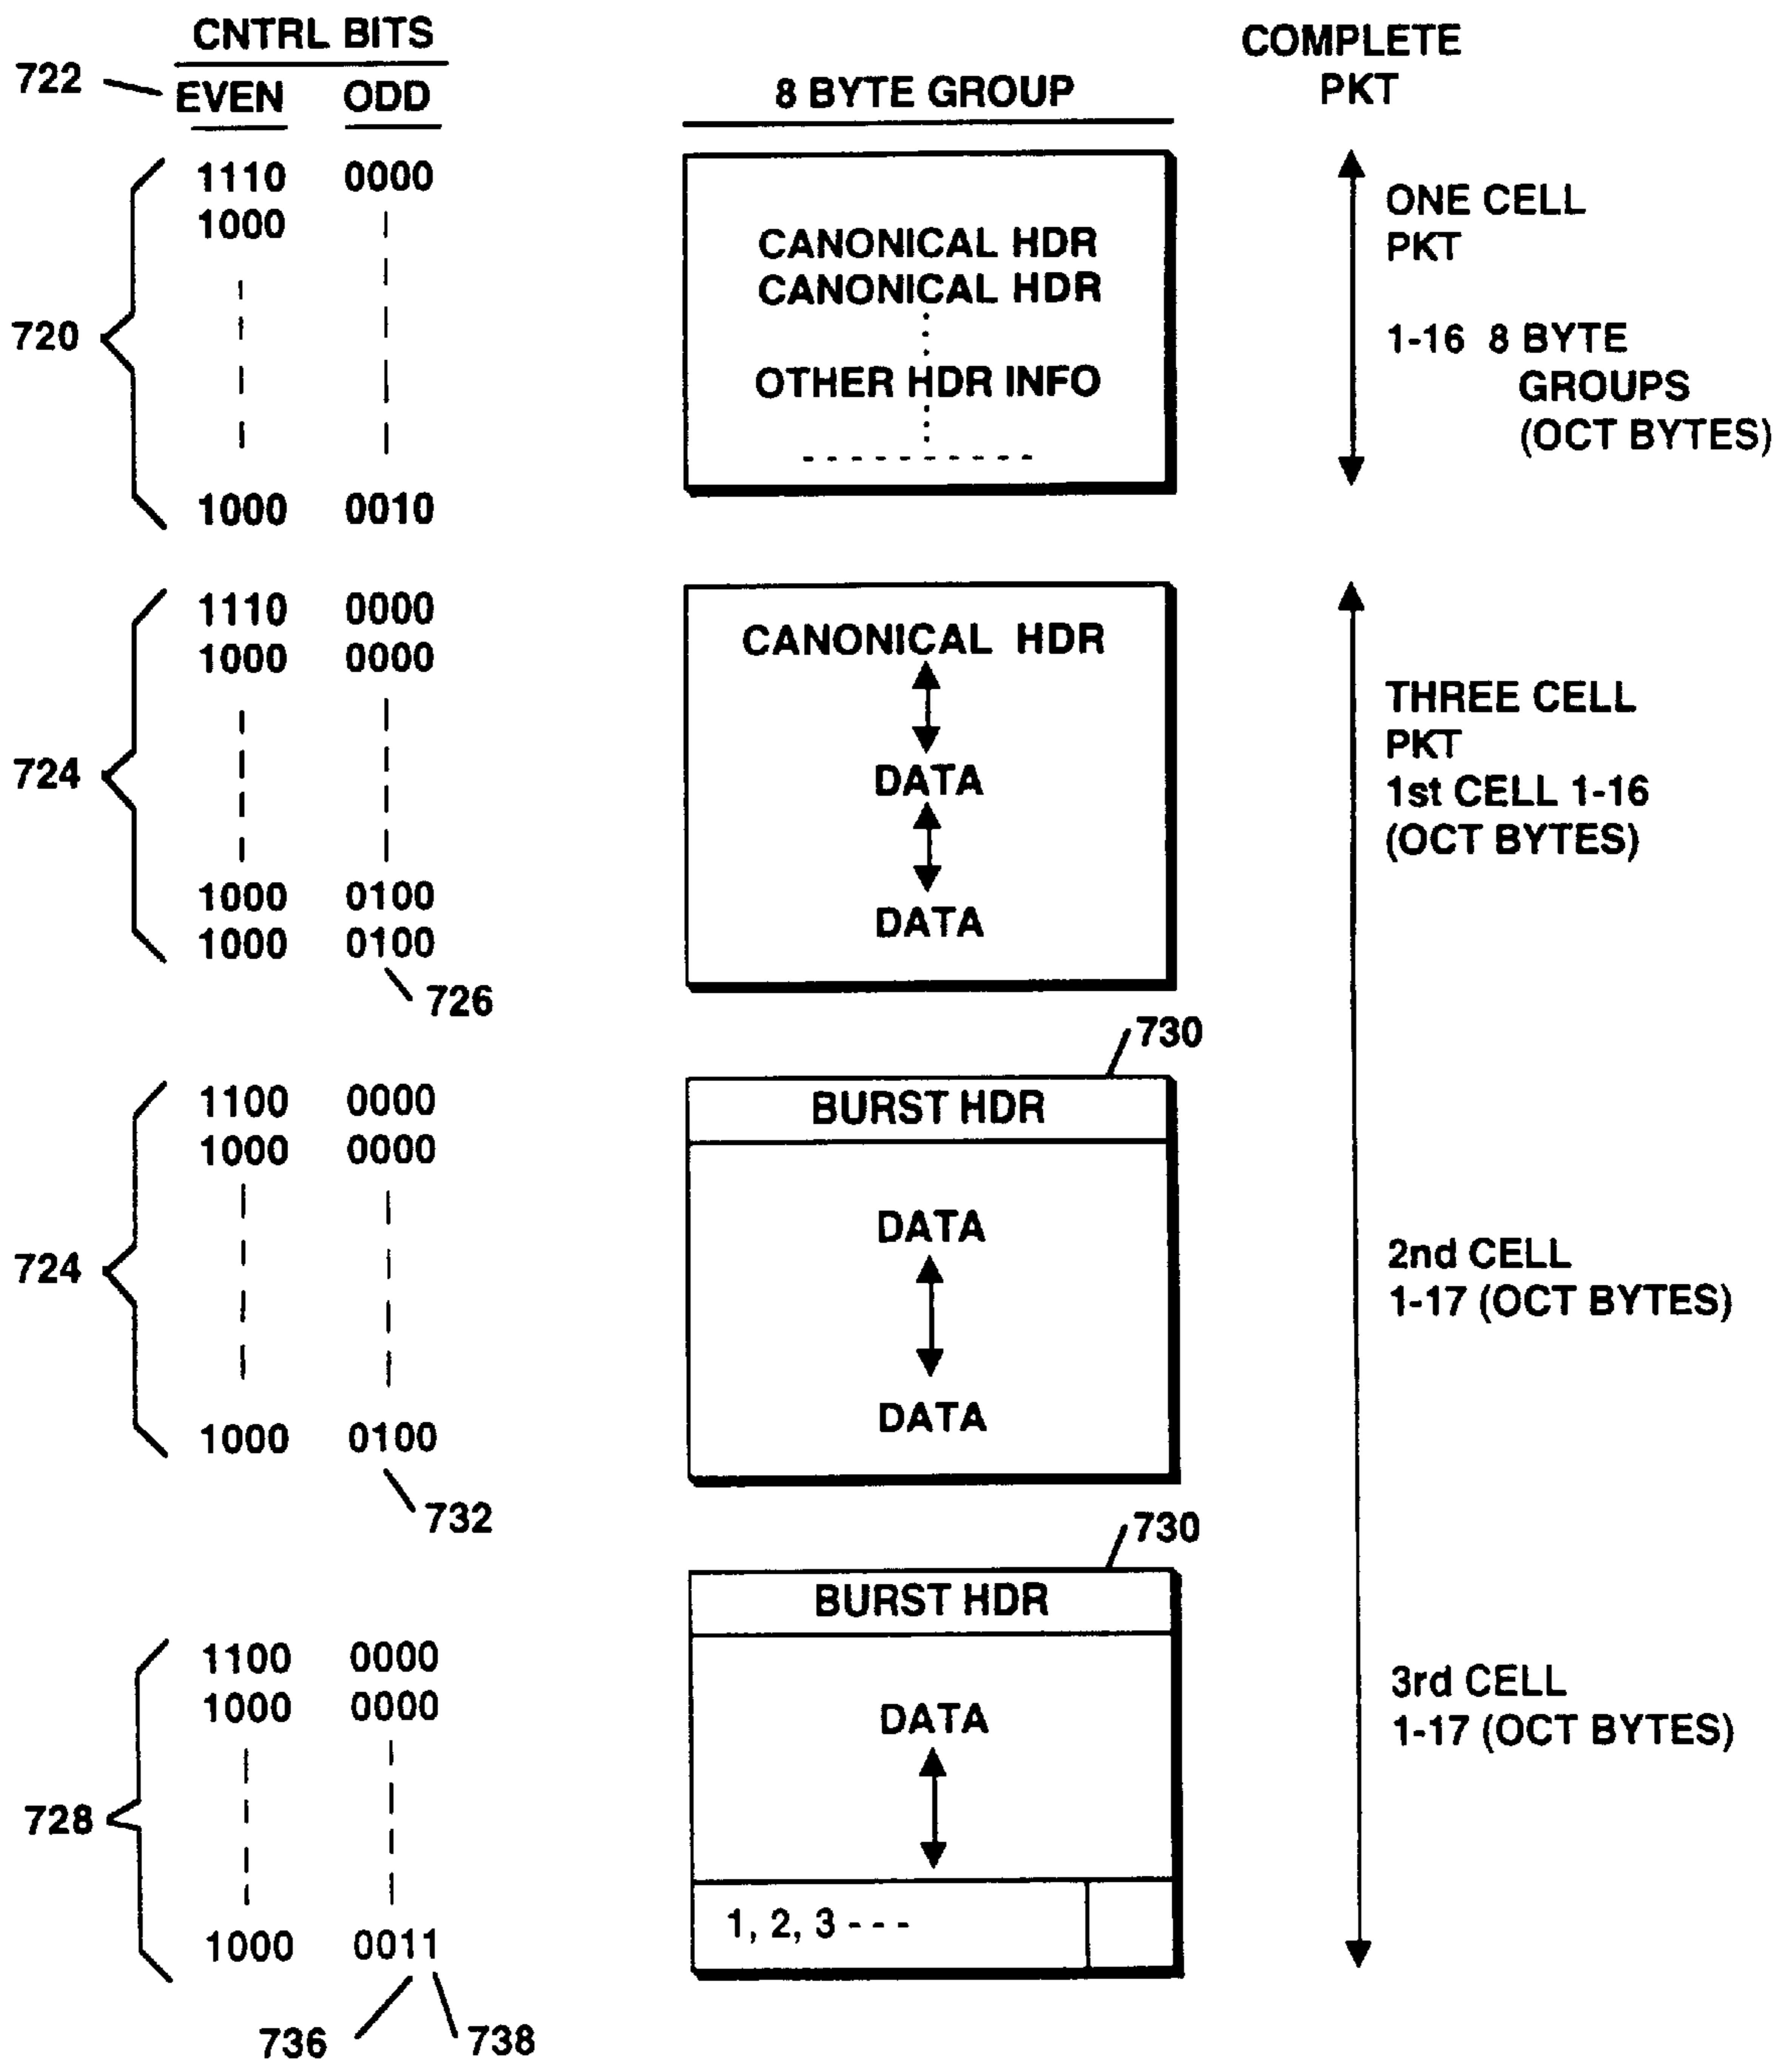 CNTRL BITS
722 EVEN ODD
8 BYTE GROUP
COMPLETE
PKT
1110 0000
1000
720
1000 0010
CANONICAL HDR
CANONICAL HDR
OTHER HDR INFO
ONE CELL
PKT
1-16 8 BYTE
GROUPS
(OCT BYTES)
1110 0000
1000 0000
724
1000 0100
1000 0100
726
CANONICAL HDR
DATA
DATA
THREE CELL
PKT
1st CELL 1-16
(OCT BYTES)
730
1100 0000
1000 0000
724
1000 0100
732
BURST HDR
DATA
DATA
2nd CELL
1-17 (OCT BYTES)
730
1100 0000
1000 0000
728
1000 0011
736 738
BURST HDR
DATA
1, 2, 3 - - -
3rd CELL
1-17 (OCT BYTES)